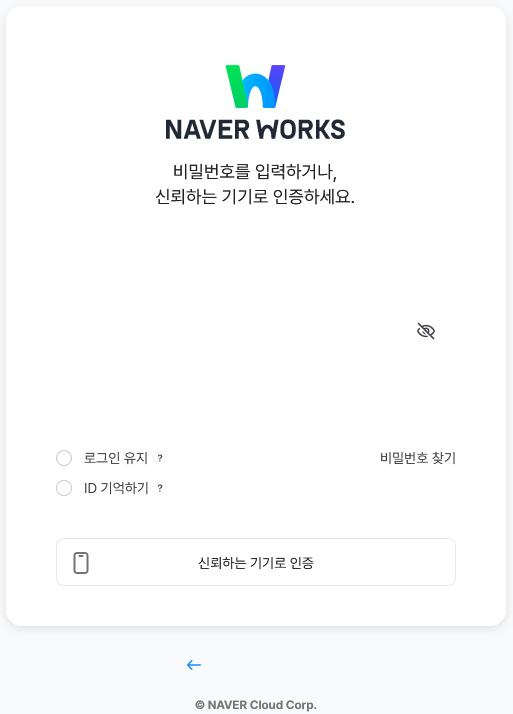 NAVER WORKS
비밀번호를 입력하거나,
신뢰하는 기기로 인증하세요.
로그인 유지 ?
비밀번호 찾기
ID 기억하기 ?
신뢰하는 기기로 인증
© NAVER Cloud Corp.